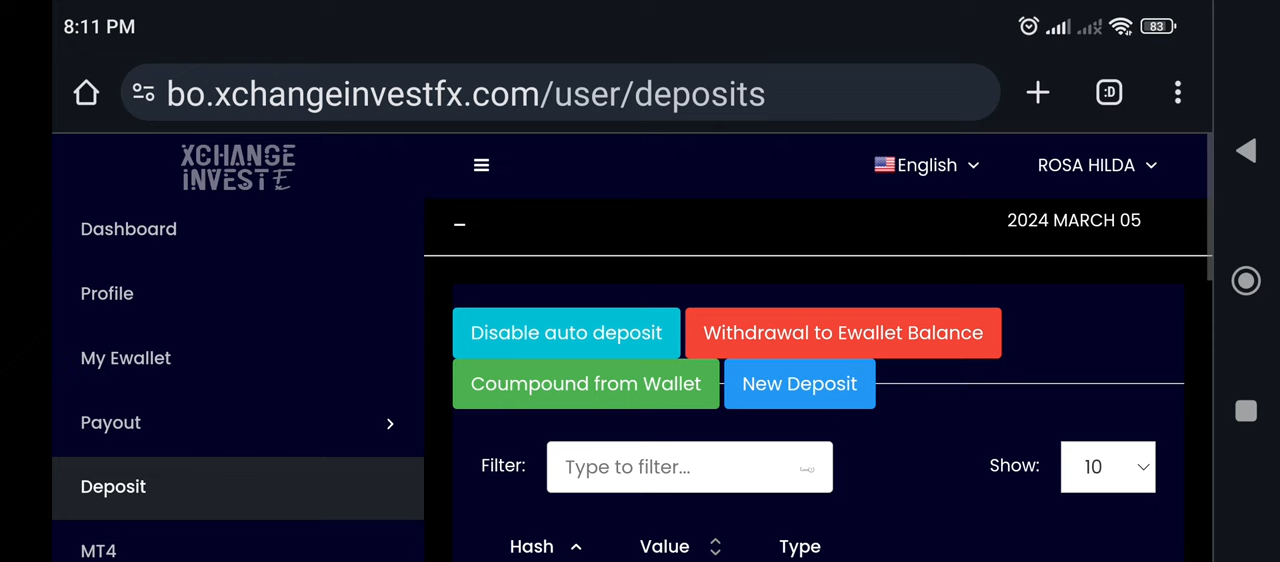 8:11 PM
83
:D
bo.xchangeinvestfx.com/user/deposits
XCHANGE
INVEST
English
ROSA HILDA
Dashboard
2024 MARCH 05
Profile
Disable auto deposit
Withdrawal to Ewallet Balance
My Ewallet
Coumpound from Wallet
New Deposit
Payout
Filter:
Type to filter...
Show:
10
Deposit
Hash
Value
Type
MT4